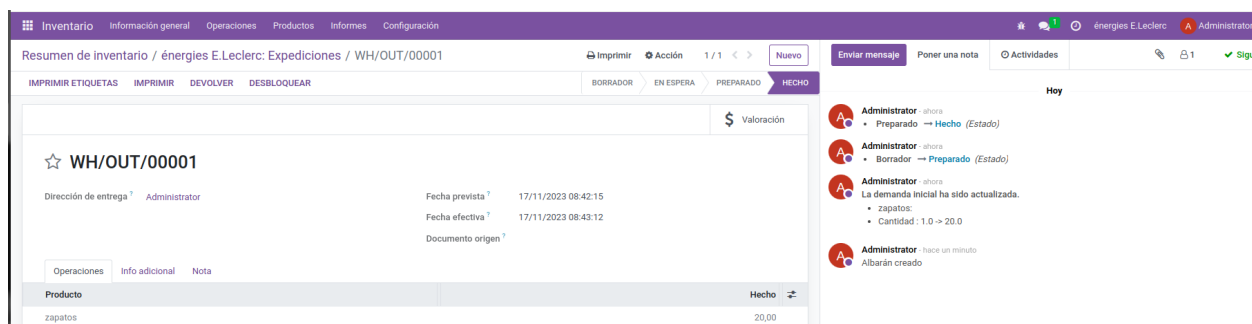 Inventario Información general Operaciones Productos Informes Configuración 1 énergies E.Leclerc A Administrator
Resumen de inventario / énergies E.Leclerc: Expediciones / WH/OUT/00001 Imprimir Acción 1 / 1 Nuevo Enviar mensaje Poner una nota Actividades 1
IMPRIMIR ETIQUETAS IMPRIMIR DEVOLVER DESBLOQUEAR BORRADOR EN ESPERA PREPARADO HECHO
Hoy
$ Valoración
WH/OUT/00001
Dirección de entrega ? Administrator
Fecha prevista ? 17/11/2023 08:42:15
Fecha efectiva ? 17/11/2023 08:43:12
Documento origen ?
Operaciones Info adicional Nota
Producto Hecho
zapatos 20,00
A Administrator - ahora
• Preparado → Hecho (Estado)
A Administrator - ahora
• Borrador → Preparado (Estado)
A Administrator - ahora
La demanda inicial ha sido actualizada.
• zapatos:
• Cantidad : 1.0 -> 20.0
A Administrator - hace un minuto
Albarán creado